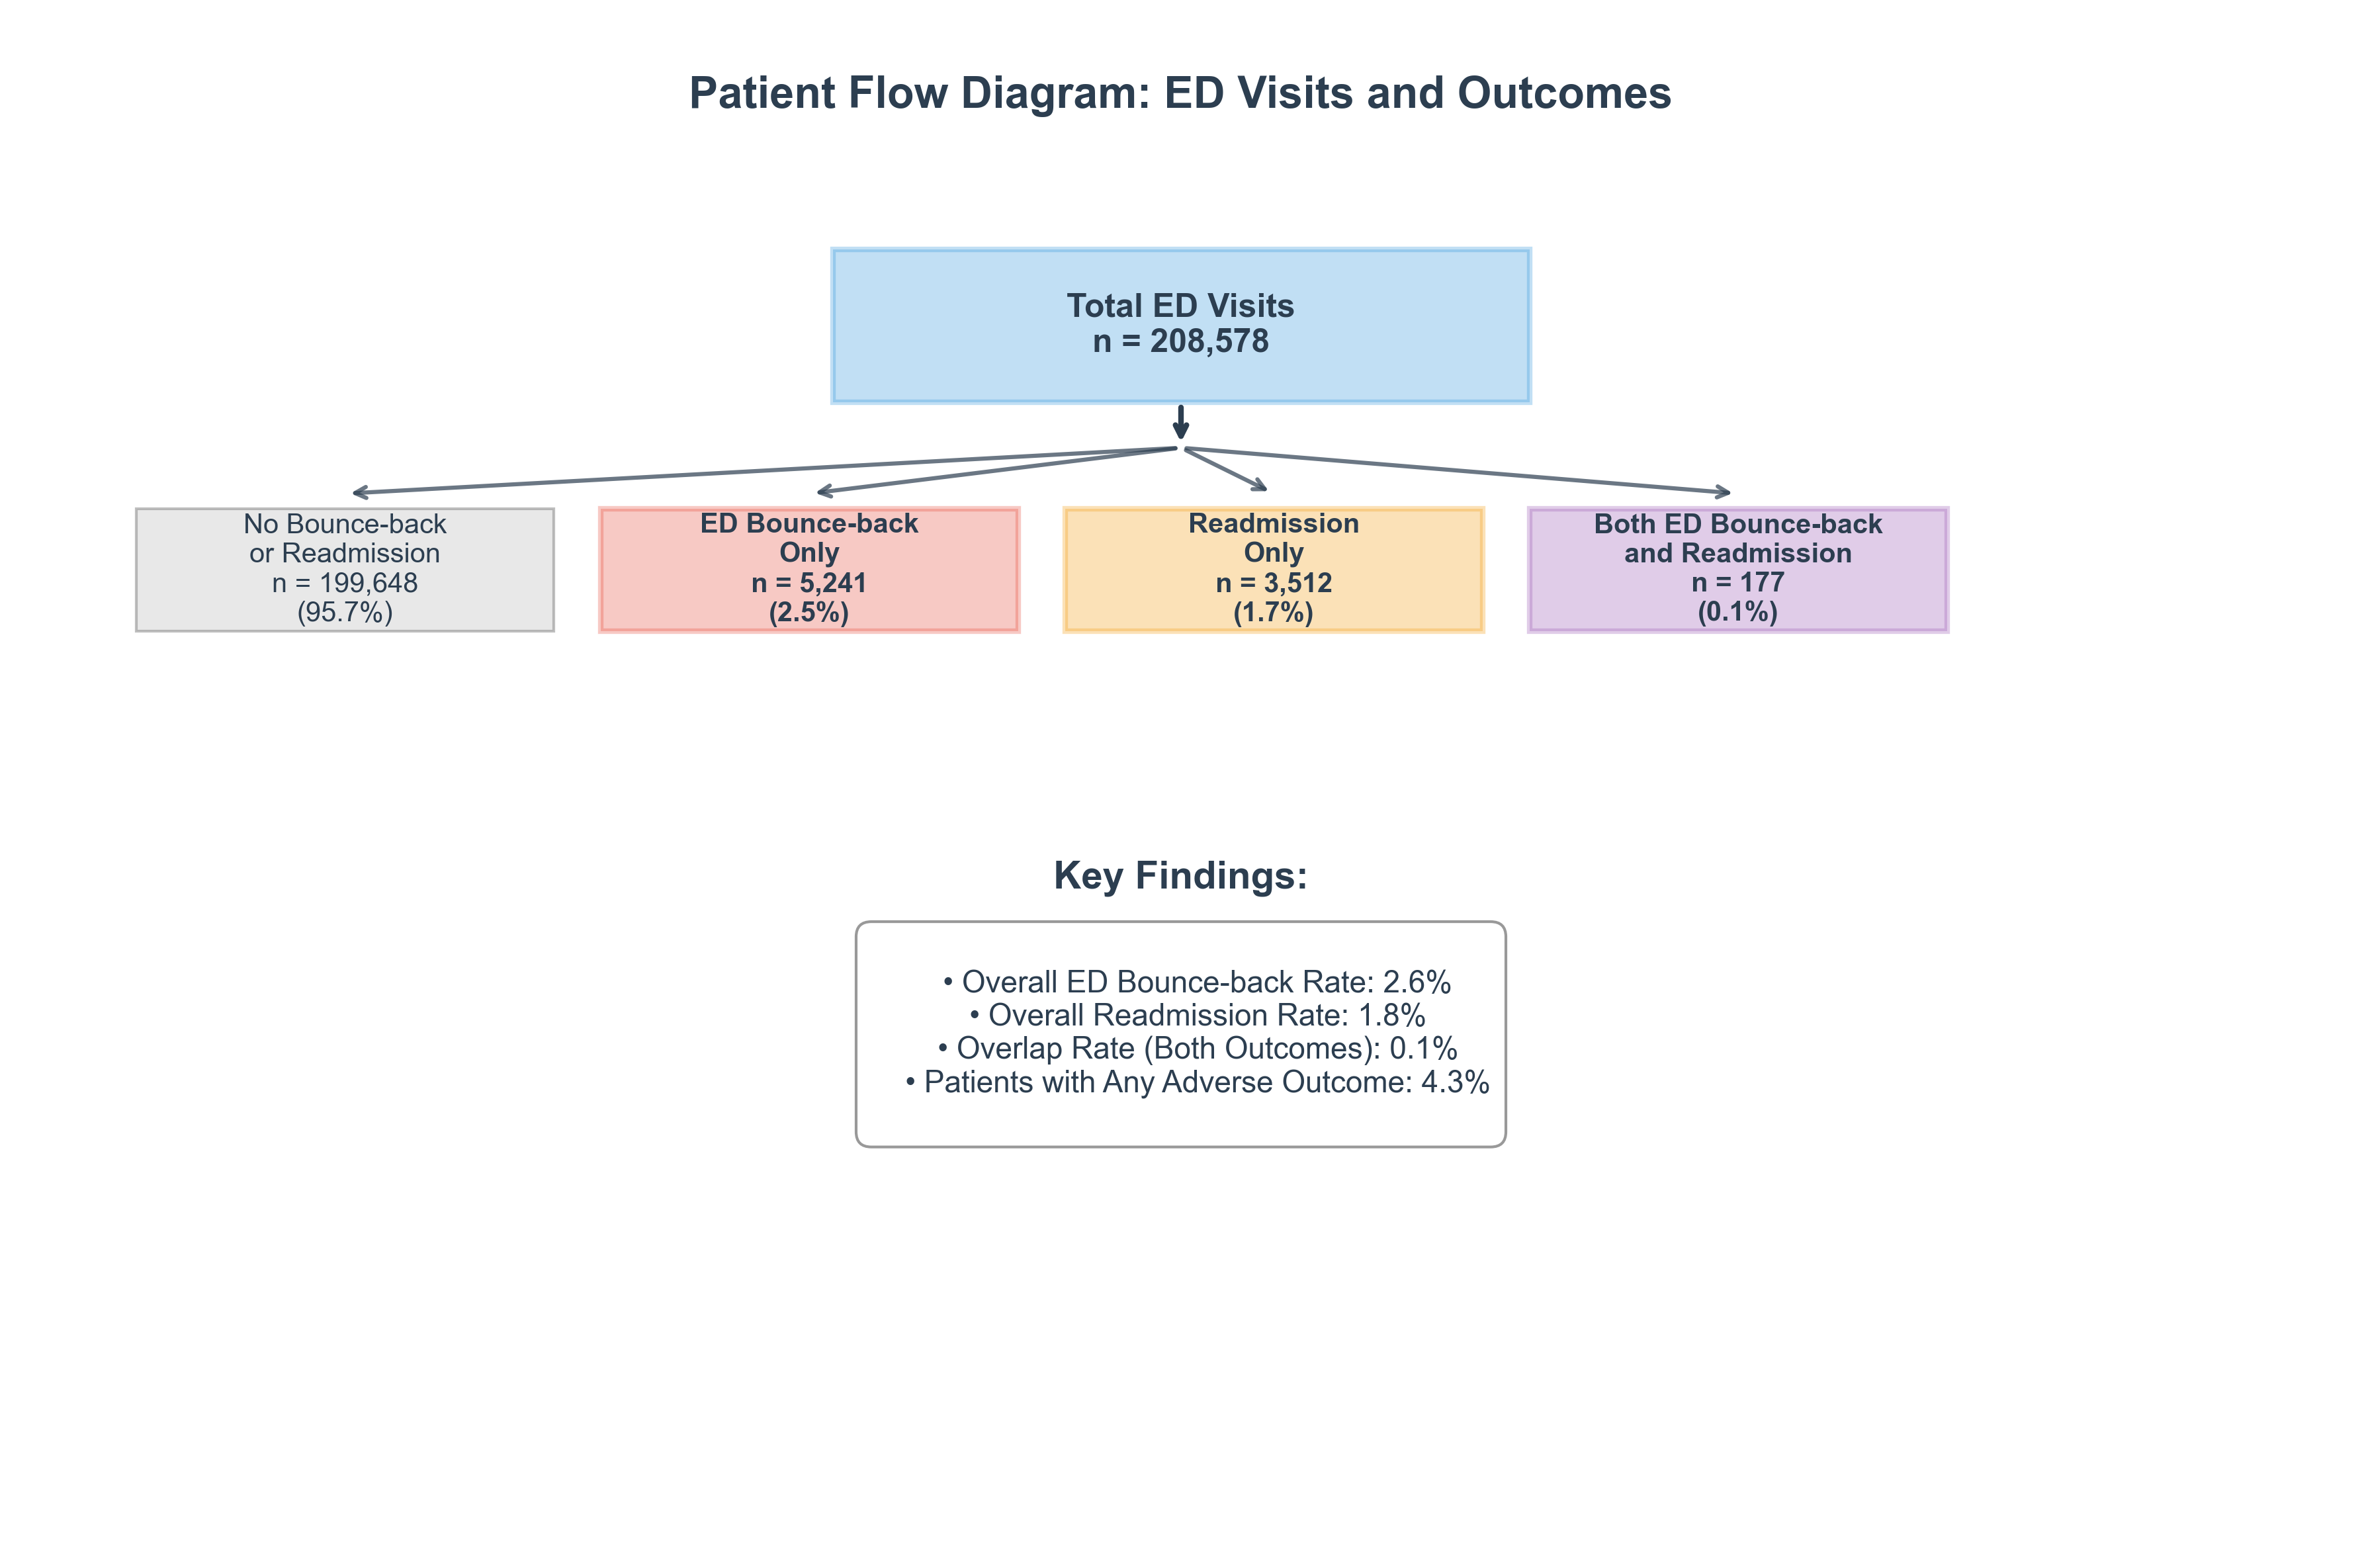 Patient Flow Diagram: ED Visits and Outcomes
Total ED Visits
n = 208,578
No Bounce-back
or Readmission
n = 199,648
(95.7%)
ED Bounce-back
Only
n = 5,241
(2.5%)
Readmission
Only
n = 3,512
(1.7%)
Both ED Bounce-back
and Readmission
n = 177
(0.1%)
Key Findings:
• Overall ED Bounce-back Rate: 2.6%
• Overall Readmission Rate: 1.8%
• Overlap Rate (Both Outcomes): 0.1%
• Patients with Any Adverse Outcome: 4.3%